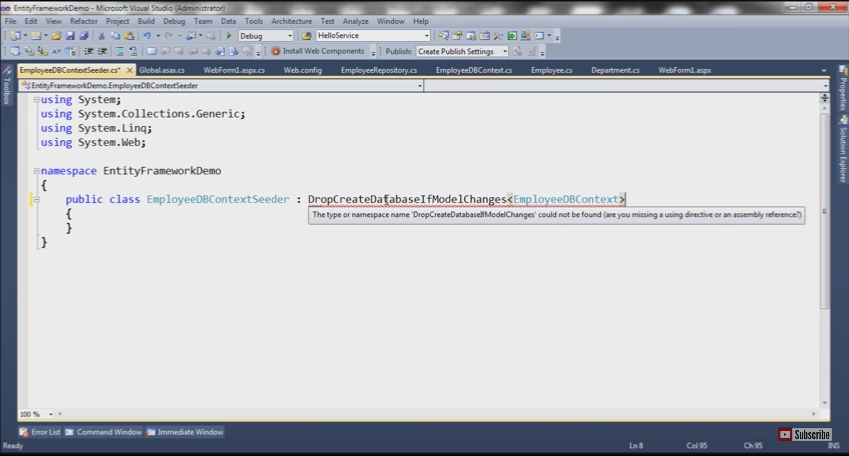 EntityFrameworkDemo - Microsoft Visual Studio (Administrator)
File Edit View Refactor Project Build Debug Team Data Tools Architecture Test Analyze Window Help
Debug HelloService
Install Web Components Publish: Create Publish Settings
EmployeeDBContextSeeder.cs* Global.asax.cs WebForm1.aspx.cs Web.config EmployeeRepository.cs EmployeeDBContext.cs Employee.cs Department.cs WebForm1.aspx
Toolbox
Properties
Solution Explorer
EntityFrameworkDemo.EmployeeDBContextSeeder
using System;
using System.Collections.Generic;
using System.Linq;
using System.Web;
namespace EntityFrameworkDemo
{
public class EmployeeDBContextSeeder : DropCreateDatabaseIfModelChanges<EmployeeDBContext>
The type or namespace name 'DropCreateDatabaseIfModelChanges' could not be found (are you missing a using directive or an assembly reference?)
{
}
}
100 %
Error List Command Window Immediate Window
Subscribe
Ready Ln 8 Col 95 Ch 95 INS